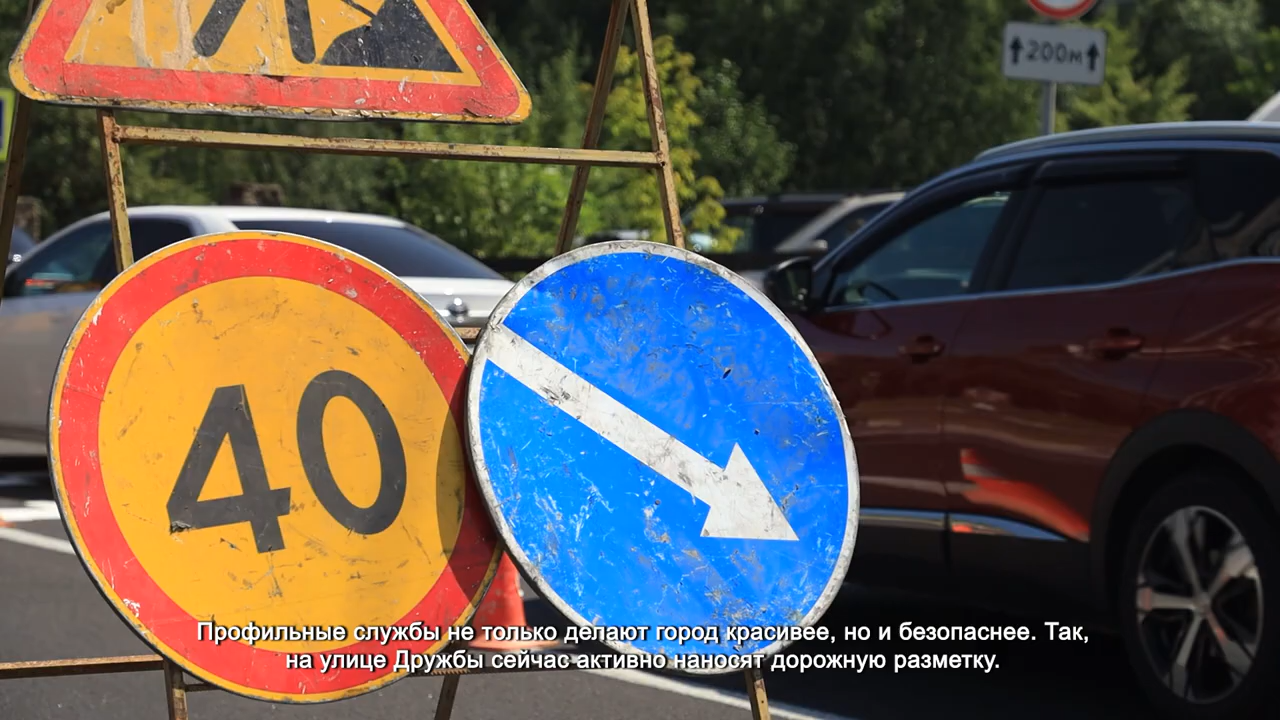 200м
40
Профильные службы не только делают город красивее, но и безопаснее. Так,
на улице Дружбы сейчас активно наносят дорожную разметку.